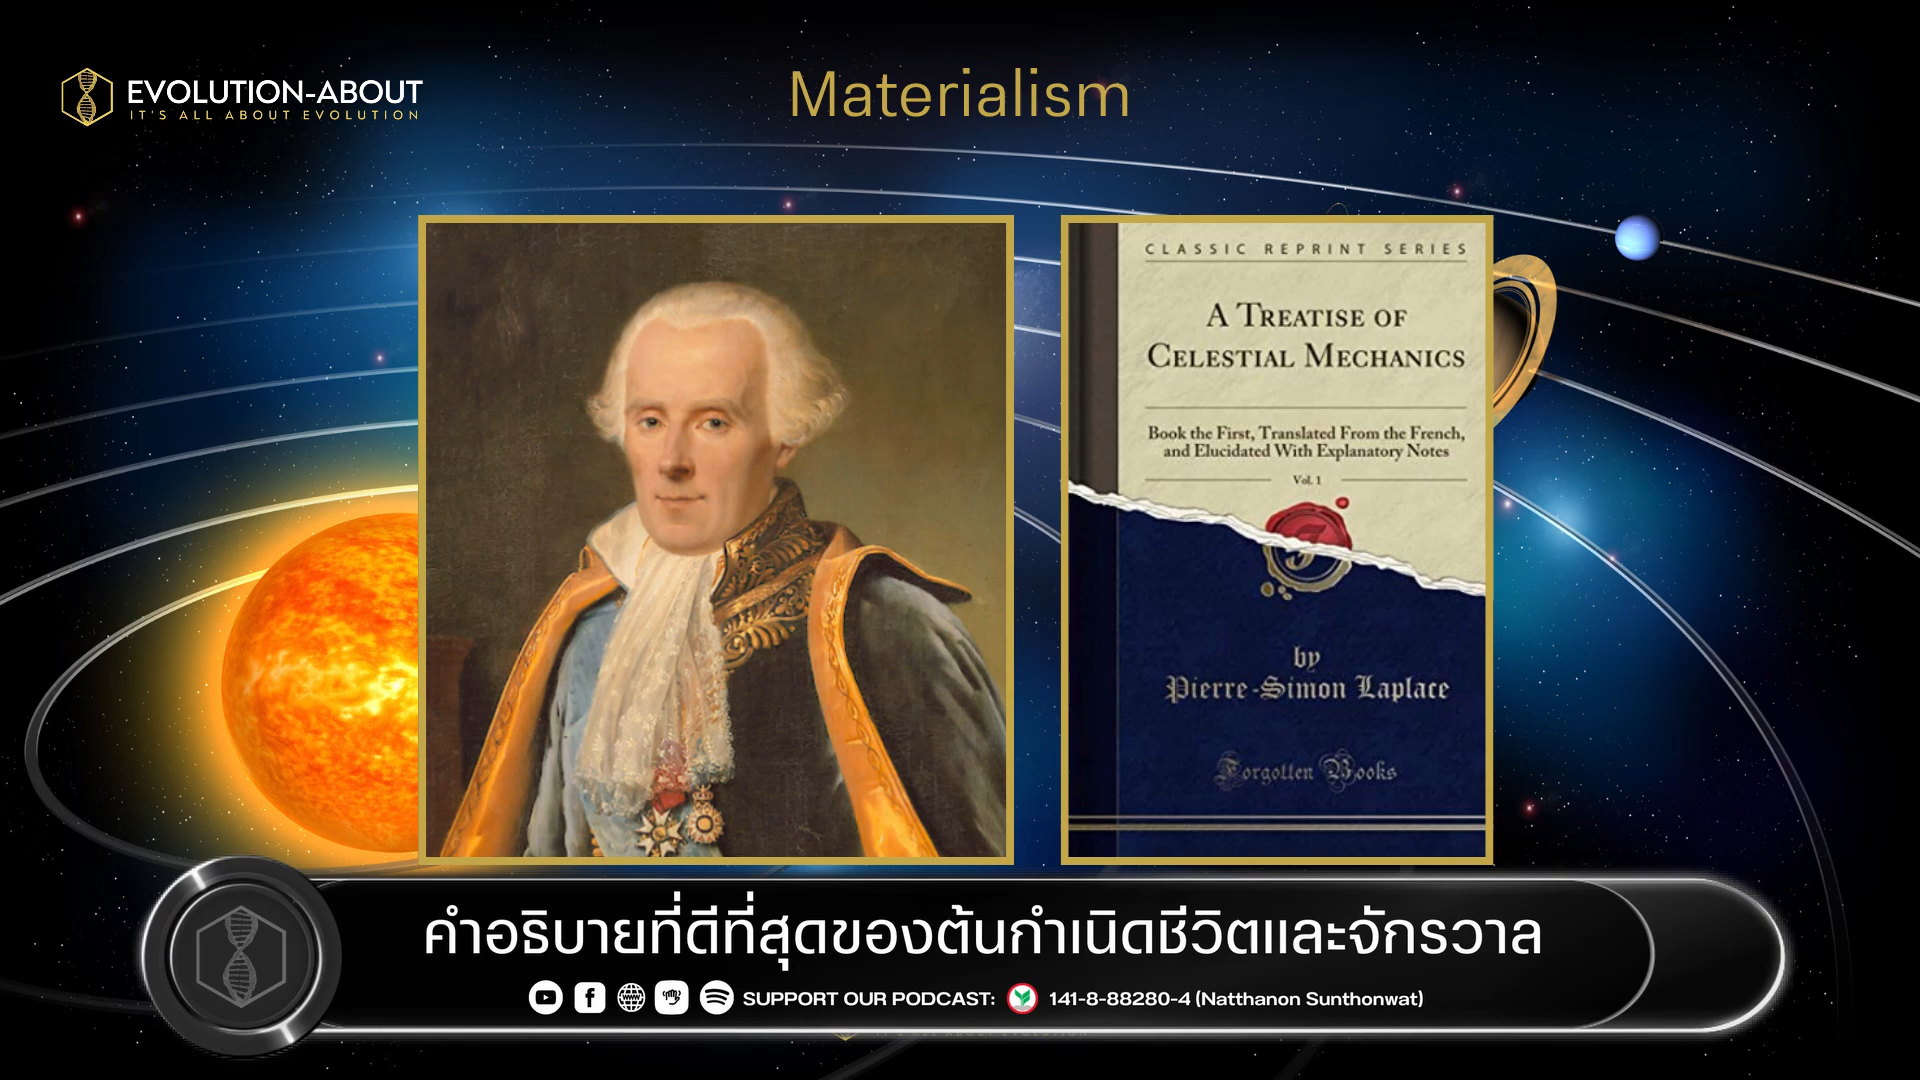 EVOLUTION-ABOUT
IT'S ALL ABOUT EVOLUTION
Materialism
CLASSIC REPRINT SERIES
A TREATISE OF
CELESTIAL MECHANICS
Book the First, Translated From the French,
and Elucidated With Explanatory Notes
Vol. 1
by
Pierre-Simon Laplace
Forgotten Books
คำอธิบายที่ดีที่สุดของต้นกำเนิดชีวิตและจักรวาล
SUPPORT OUR PODCAST: 141-8-88280-4 (Natthanon Sunthonwat)